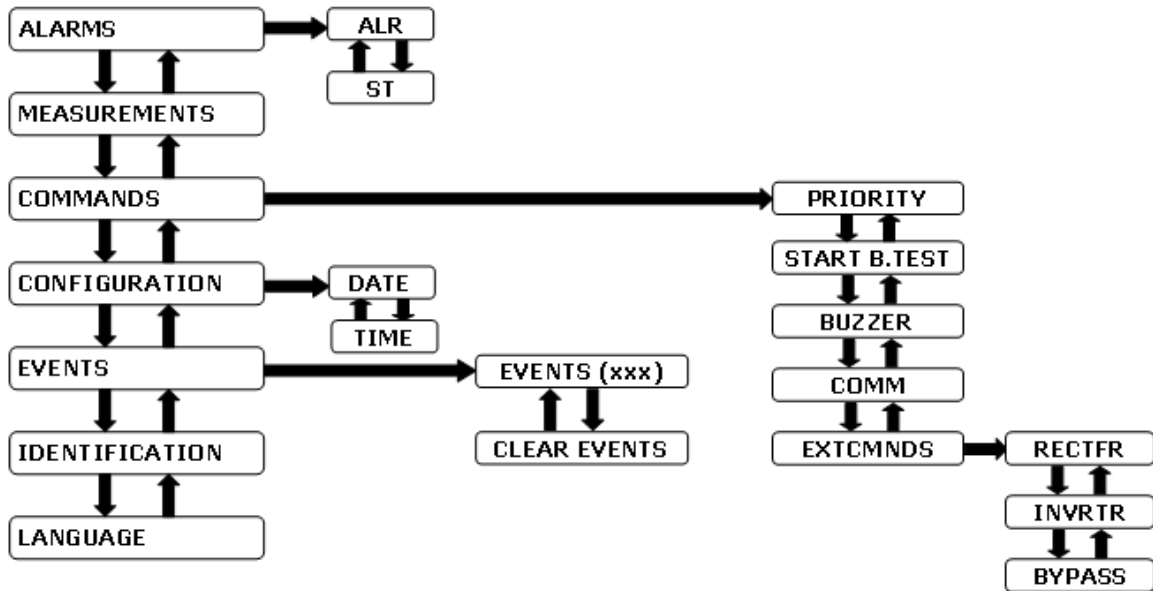 ALARMS
ALR
ST
MEASUREMENTS
COMMANDS
PRIORITY
START B.TEST
BUZZER
COMM
EXTCMNDS
RECTFR
INVRTR
BYPASS
CONFIGURATION
DATE
TIME
EVENTS
EVENTS (xxx)
CLEAR EVENTS
IDENTIFICATION
LANGUAGE